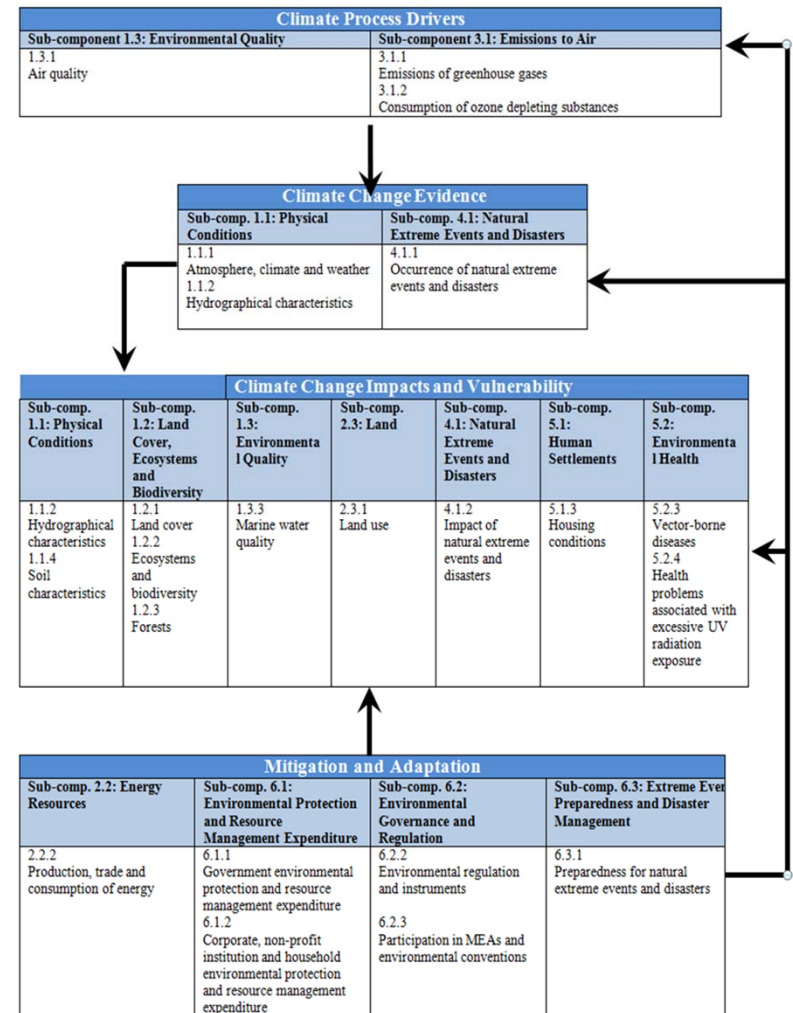 Climate Process Drivers
Sub-component 1.3: Environmental Quality
1.3.1
Air quality
Sub-component 3.1: Emissions to Air
3.1.1
Emissions of greenhouse gases
3.1.2
Consumption of ozone depleting substances
Climate Change Evidence
Sub-comp. 1.1: Physical
Conditions
1.1.1
Atmosphere, climate and weather
1.1.2
Hydrographical characteristics
Sub-comp. 4.1: Natural
Extreme Events and Disasters
4.1.1
Occurrence of natural extreme
events and disasters
Climate Change Impacts and Vulnerability
Sub-comp.
1.1: Physical
Conditions
1.1.2
Hydrographical
characteristics
1.1.4
Soil
characteristics
Sub-comp.
1.2: Land
Cover,
Ecosystems
and
Biodiversity
1.2.1
Land cover
1.2.2
Ecosystems
and
biodiversity
1.2.3
Forests
Sub-comp.
1.3:
Environmenta
l Quality
1.3.3
Marine water
quality
Sub-comp.
2.3: Land
2.3.1
Land use
Sub-comp.
4.1: Natural
Extreme
Events and
Disasters
4.1.2
Impact of
natural extreme
events and
disasters
Sub-comp.
5.1:
Human
Settlements
5.1.3
Housing
conditions
Sub-comp.
5.2:
Environmenta
l Health
5.2.3
Vector-borne
diseases
5.2.4
Health
problems
associated with
excessive UV
radiation
exposure
Mitigation and Adaptation
Sub-comp. 2.2: Energy
Resources
2.2.2
Production, trade and
consumption of energy
Sub-comp. 6.1:
Environmental Protection
and Resource
Management Expenditure
6.1.1
Government environmental
protection and resource
management expenditure
6.1.2
Corporate, non-profit
institution and household
environmental protection
and resource management
expenditure
Sub-comp. 6.2:
Environmental
Governance and
Regulation
6.2.2
Environmental regulation
and instruments
6.2.3
Participation in MEAs and
environmental conventions
Sub-comp. 6.3: Extreme Even
Preparedness and Disaster
Management
6.3.1
Preparedness for natural
extreme events and disasters